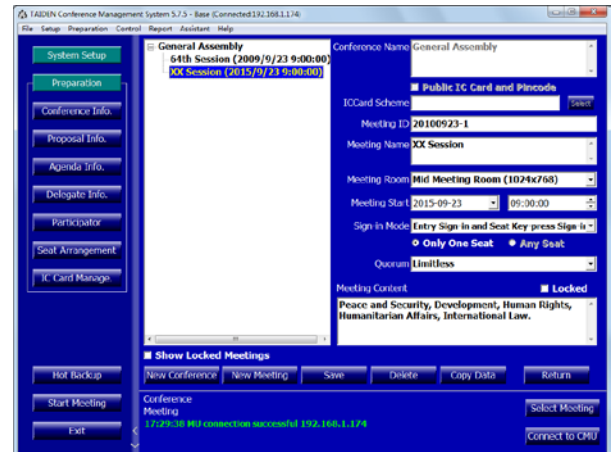 TAIDEN Conference Management System 5.7.5 - Base (Connected:192.168.1.174)
File Setup Preparation Control Report Assistant Help
System Setup
Preparation
Conference Info.
Proposal Info.
Agenda Info.
Delegate Info.
Participator
Seat Arrangement
IC Card Manage.
Hot Backup
Start Meeting
Exit
General Assembly
64th Session (2009/9/23 9:00:00)
XX Session (2015/9/23 9:00:00)
Show Locked Meetings
Conference Name General Assembly
Public IC Card and Pincode
ICCard Scheme Select
Meeting ID 20100923-1
Meeting Name XX Session
Meeting Room Mid Meeting Room (1024x768)
Meeting Start 2015-09-23 09:00:00
Sign-in Mode Entry Sign-in and Seat Key-press Sign-in
Only One Seat Any Seat
Quorum Limitless
Meeting Content Locked
Peace and Security, Development, Human Rights,
Humanitarian Affairs, International Law.
New Conference New Meeting Save Delete Copy Data Return
Conference
Meeting
17:29:38 MU connection successful 192.168.1.174
Select Meeting
Connect to CMU